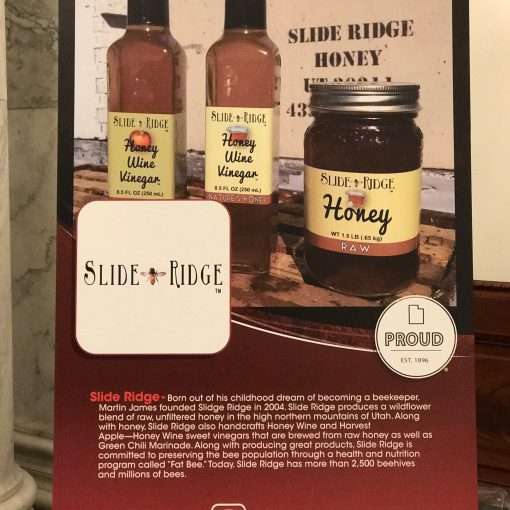 SLIDE RIDGE
HONEY
SLIDE RIDGE
Honey
Wine
Vinegar
8.5 FL OZ (250 mL)
SLIDE RIDGE
Honey
Wine
Vinegar
8.5 FL OZ (250 mL)
NATURE'S HONEY
SLIDE RIDGE
Honey
WT 1.5 LB (.65 kg)
RAW
SLIDE RIDGE
TM
PROUD
EST. 1896
Slide Ridge - Born out of his childhood dream of becoming a beekeeper,
Martin James founded Slidge Ridge in 2004. Slide Ridge produces a wildflower
blend of raw, unfiltered honey in the high northern mountains of Utah. Along
with honey, Slide Ridge also handcrafts Honey Wine and Harvest
Apple—Honey Wine sweet vinegars that are brewed from raw honey as well as
Green Chili Marinade. Along with producing great products, Slide Ridge is
committed to preserving the bee population through a health and nutrition
program called "Fat Bee." Today, Slide Ridge has more than 2,500 beehives
and millions of bees.